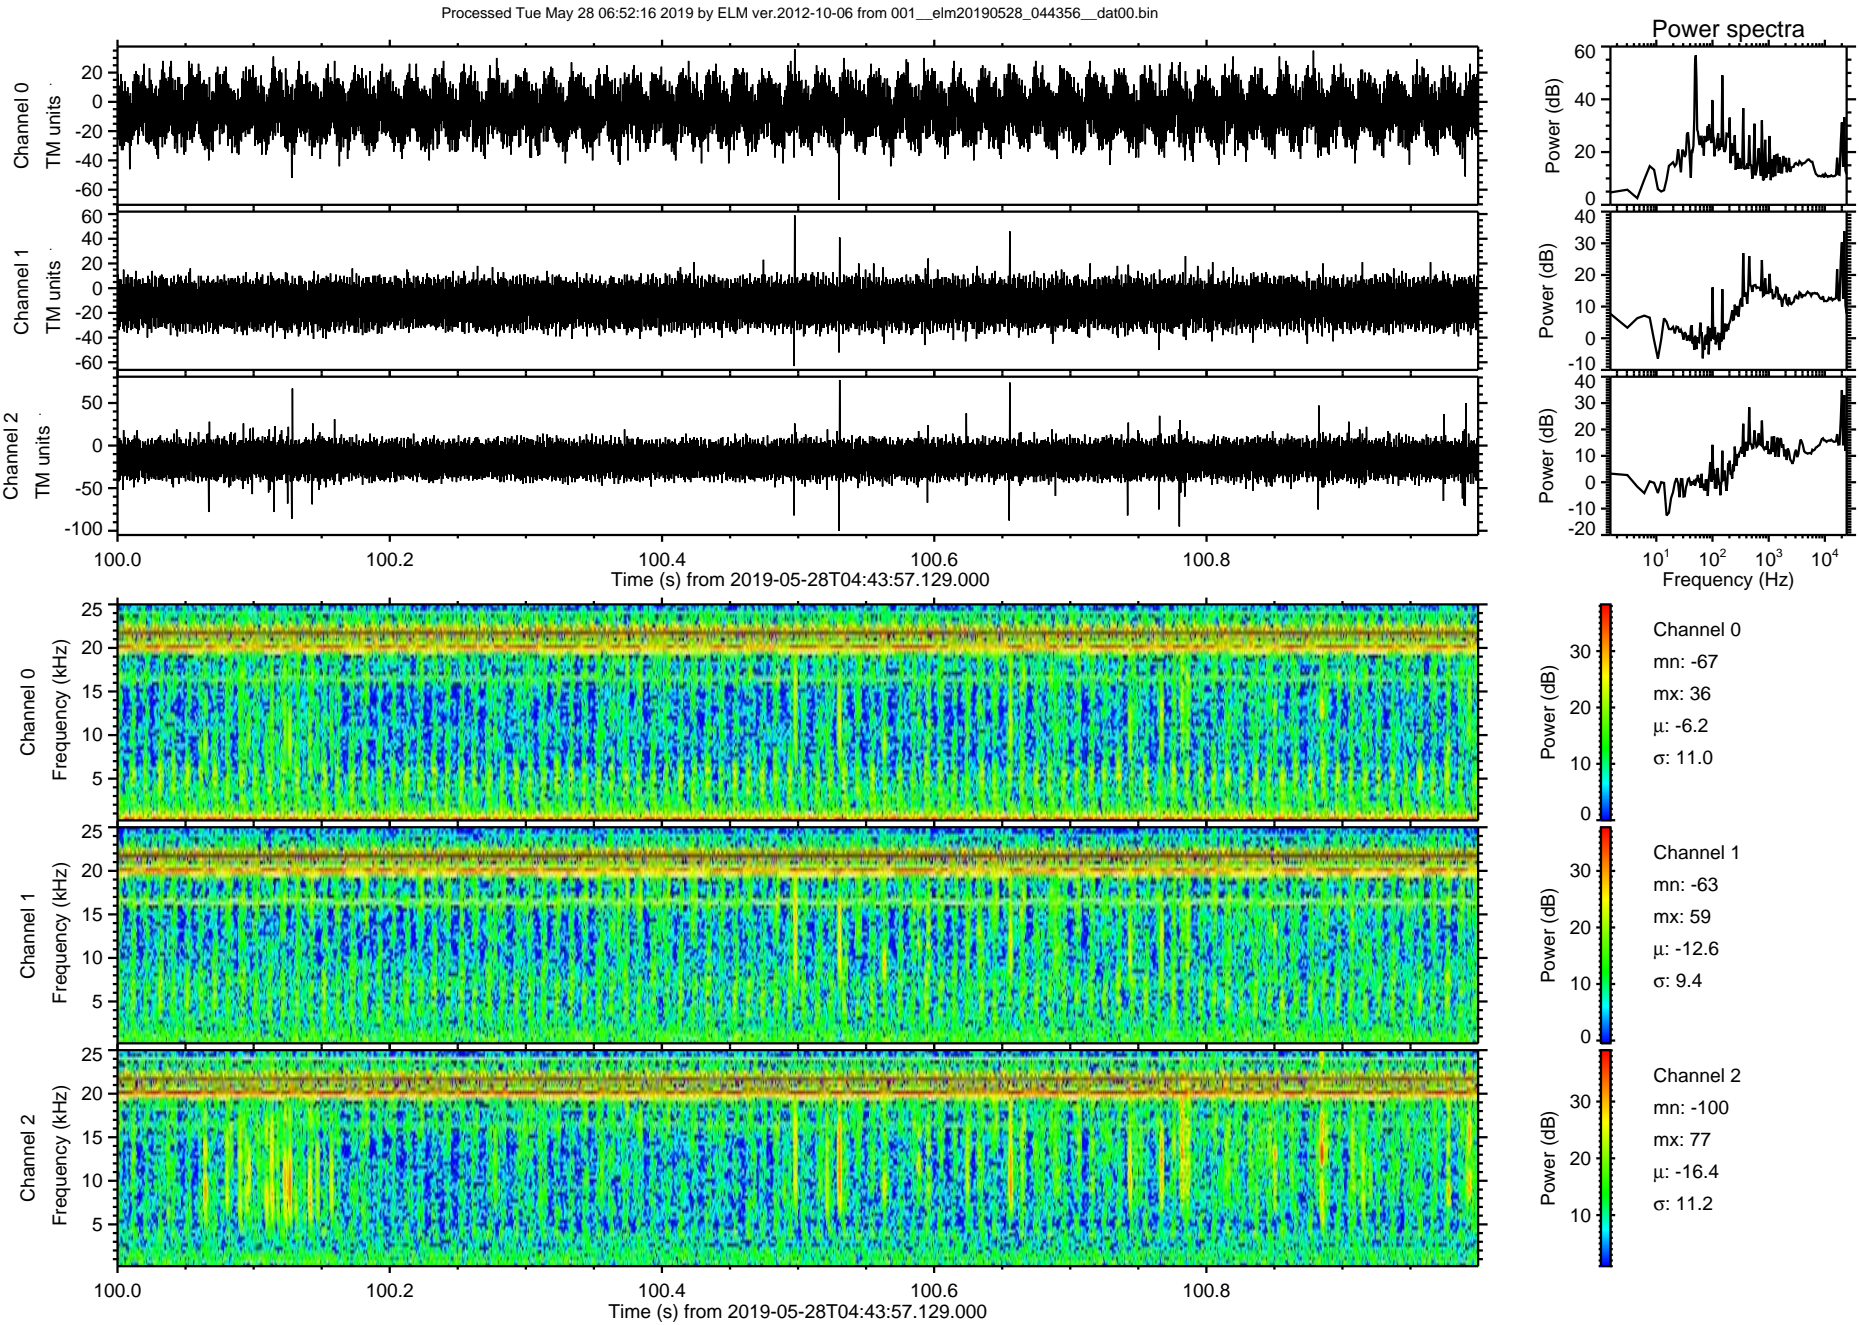 Processed Tue May 28 06:52:16 2019 by ELM ver.2012-10-06 from 001__elm20190528_044356__dat00.bin
Power spectra
Channel 0
TM units
20
0
-20
-40
-60
Power (dB)
60
40
20
0
Channel 1
TM units
60
40
20
0
-20
-40
-60
Power (dB)
40
30
20
10
0
-10
Channel 2
TM units
50
0
-50
-100
Power (dB)
40
30
20
10
0
-10
-20
100.0 100.2 100.4 100.6 100.8
Time (s) from 2019-05-28T04:43:57.129.000
10¹ 10² 10³ 10⁴
Frequency (Hz)
Channel 0
Frequency (kHz)
25
20
15
10
5
Power (dB)
30
20
10
0
Channel 0
mn: -67
mx: 36
μ: -6.2
σ: 11.0
Channel 1
Frequency (kHz)
25
20
15
10
5
Power (dB)
30
20
10
0
Channel 1
mn: -63
mx: 59
μ: -12.6
σ: 9.4
Channel 2
Frequency (kHz)
25
20
15
10
5
Power (dB)
30
20
10
Channel 2
mn: -100
mx: 77
μ: -16.4
σ: 11.2
100.0 100.2 100.4 100.6 100.8
Time (s) from 2019-05-28T04:43:57.129.000